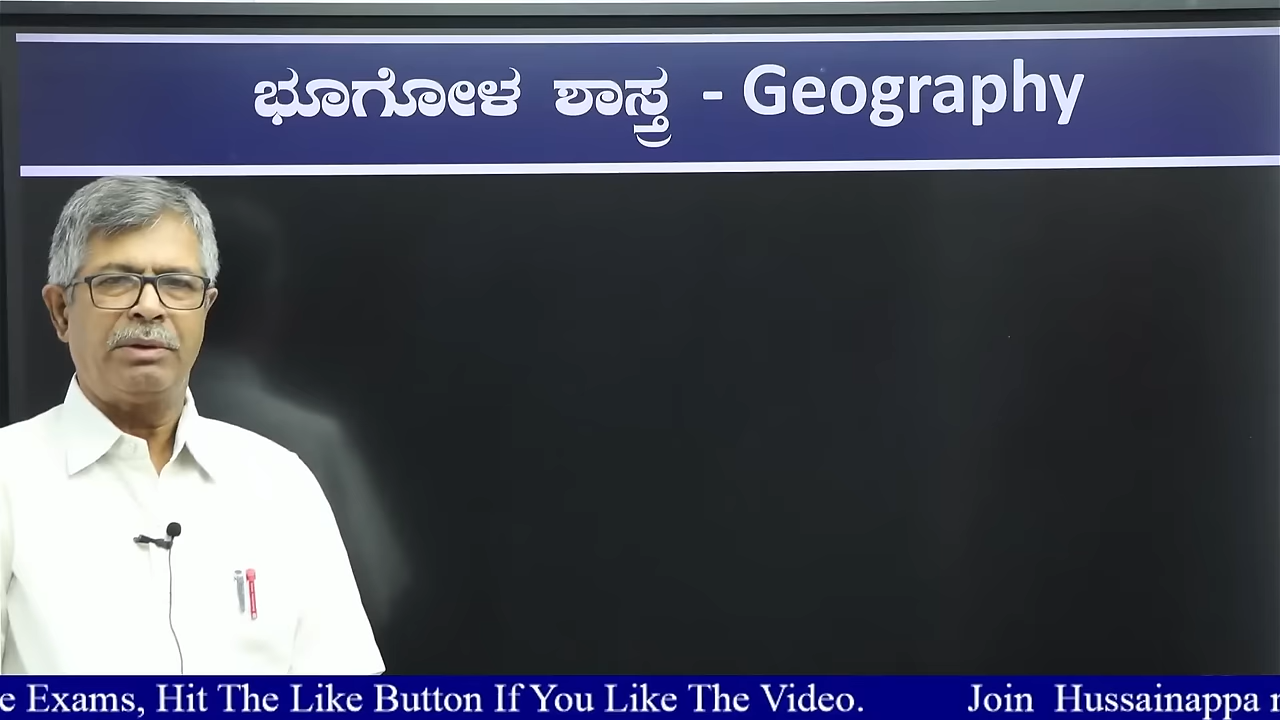 ಭೂಗೋಳ ಶಾಸ್ತ್ರ - Geography
e Exams, Hit The Like Button If You Like The Video. Join Hussainappa